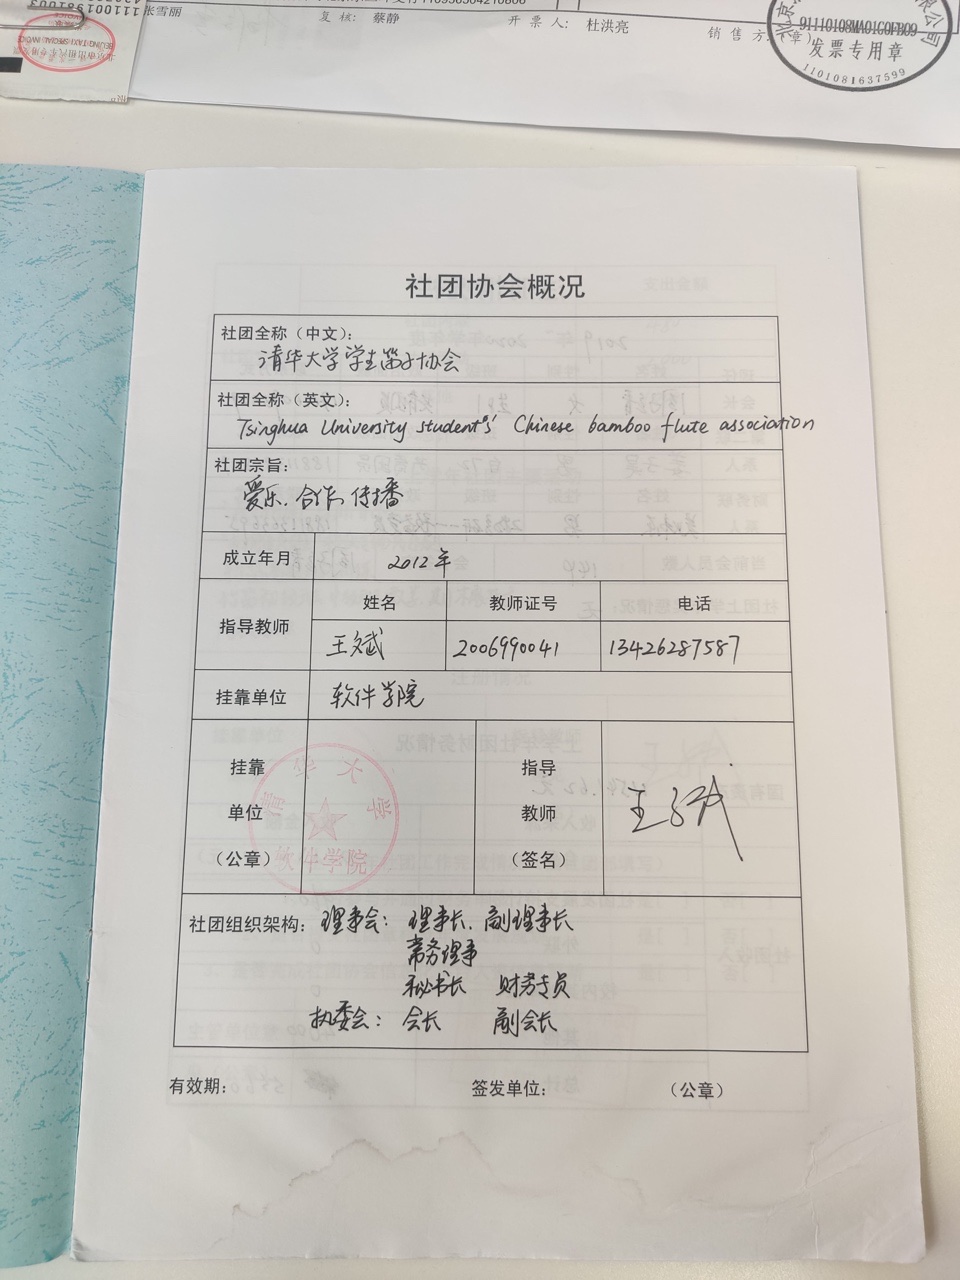 张雪丽
复核: 蔡静
开票人: 杜洪亮
销售方:(章)
91110108MA01C0FB09
发票专用章
1101081637599
社团协会概况
社团全称（中文）：
清华大学学生笛子协会
社团全称（英文）：
Tsinghua University students' Chinese bamboo flute association
社团宗旨：
爱乐、合作、传播
成立年月 2012年
指导教师 姓名 教师证号 电话
王斌 2006990041 13426287587
挂靠单位 软件学院
挂靠单位（公章） 指导教师（签名）
清华大学
软件学院
社团组织架构： 理事会： 理事长、副理事长
常务理事
秘书长 财务专员
执委会： 会长 副会长
有效期： 签发单位： （公章）